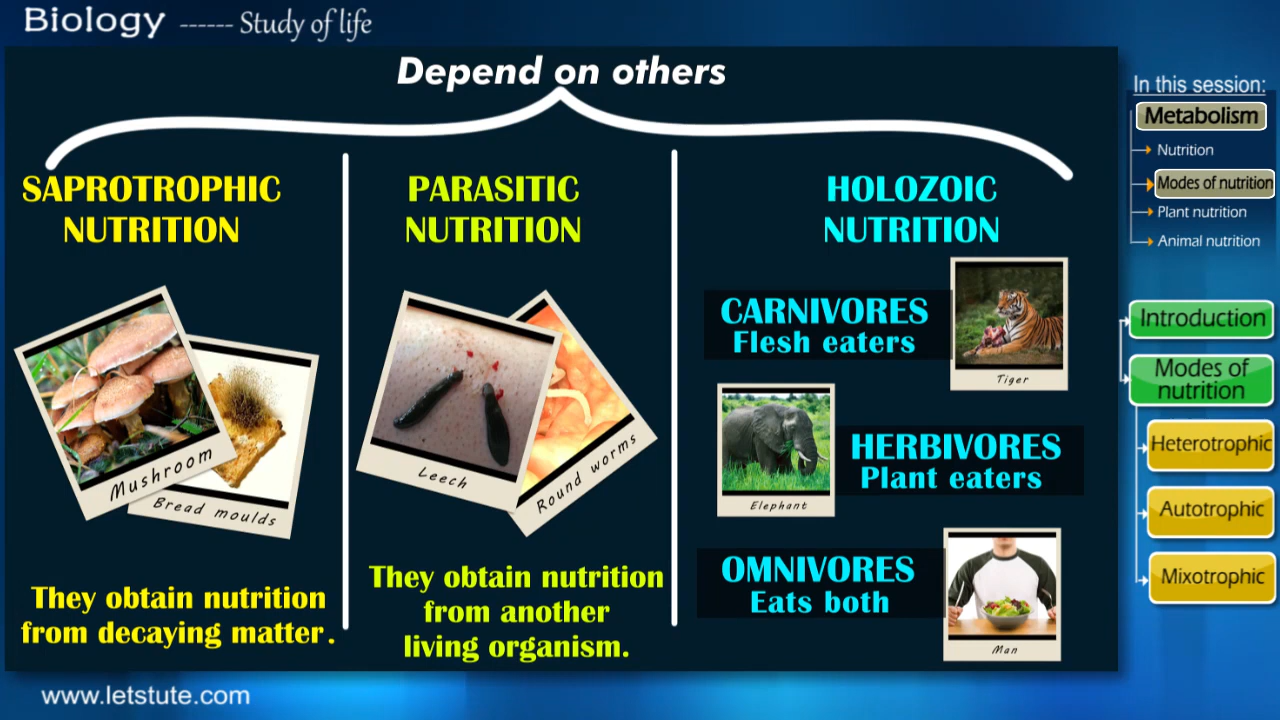 Biology ------ Study of life
Depend on others
SAPROTROPHIC
NUTRITION
Mushroom
Bread moulds
They obtain nutrition
from decaying matter.
PARASITIC
NUTRITION
Leech
Round worms
They obtain nutrition
from another
living organism.
HOLOZOIC
NUTRITION
CARNIVORES
Flesh eaters
Tiger
Elephant
HERBIVORES
Plant eaters
OMNIVORES
Eats both
Man
In this session:
Metabolism
Nutrition
Modes of nutrition
Plant nutrition
Animal nutrition
Introduction
Modes of
nutrition
Heterotrophic
Autotrophic
Mixotrophic
www.letstute.com